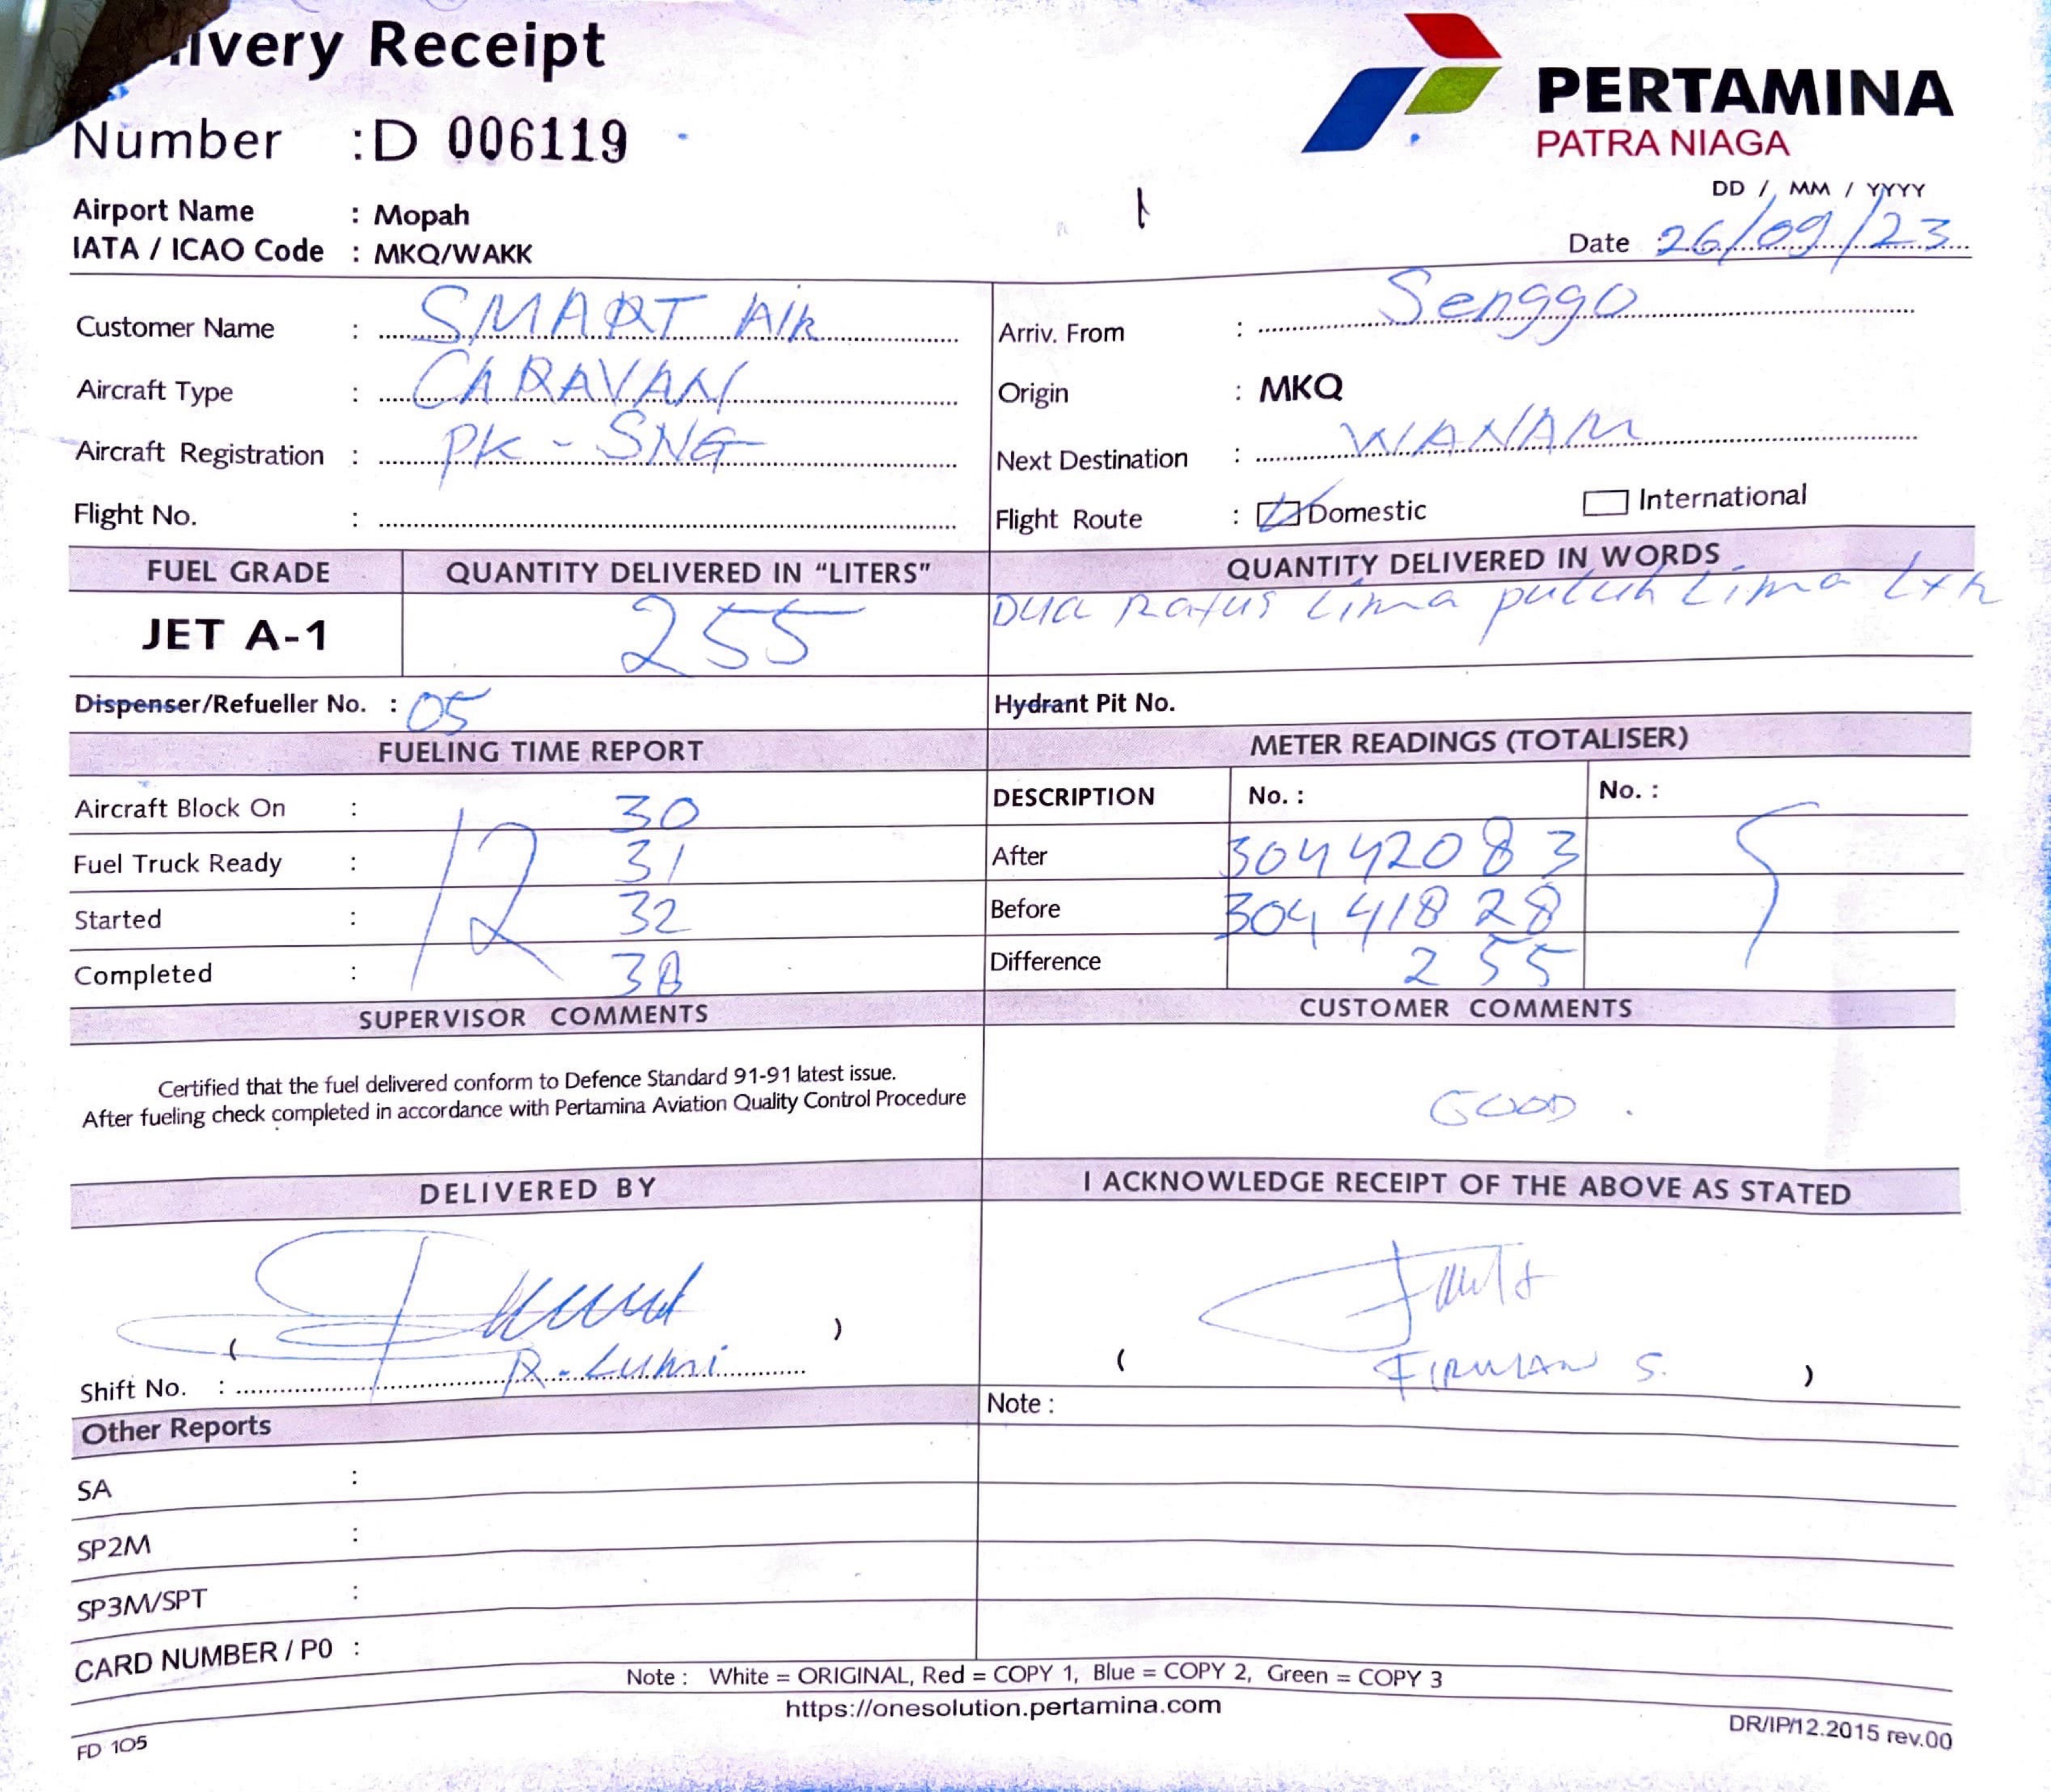 ivery Receipt
Number : D 006119
PERTAMINA
PATRA NIAGA
Airport Name : Mopah
IATA / ICAO Code : MKQ/WAKK
DD / MM / YYYY
Date 26/09/23
Customer Name : SMART AIR
Aircraft Type : CARAVAN
Aircraft Registration : PK - SNG
Flight No. :
Arriv. From : Senggo
Origin : MKQ
Next Destination : WANAM
Flight Route : Domestic International
FUEL GRADE QUANTITY DELIVERED IN “LITERS” QUANTITY DELIVERED IN WORDS
JET A-1 255 Dua Ratus Lima puluh Lima Ltr
Dispenser/Refueller No. : 05 Hydrant Pit No.
FUELING TIME REPORT
Aircraft Block On : 30
Fuel Truck Ready : 31
12
Started : 32
Completed : 38
METER READINGS (TOTALISER)
DESCRIPTION No. : No. :
After 30442083
Before 30441828
Difference 255
SUPERVISOR COMMENTS
Certified that the fuel delivered conform to Defence Standard 91-91 latest issue.
After fueling check completed in accordance with Pertamina Aviation Quality Control Procedure
CUSTOMER COMMENTS
GOOD .
DELIVERED BY
( )
Shift No. :
I ACKNOWLEDGE RECEIPT OF THE ABOVE AS STATED
( FIRMAN S. )
Other Reports
Note :
SA :
SP2M :
SP3M/SPT :
CARD NUMBER / P0 :
Note : White = ORIGINAL, Red = COPY 1, Blue = COPY 2, Green = COPY 3
https://onesolution.pertamina.com
FD 105
DR/IP/12.2015 rev.00